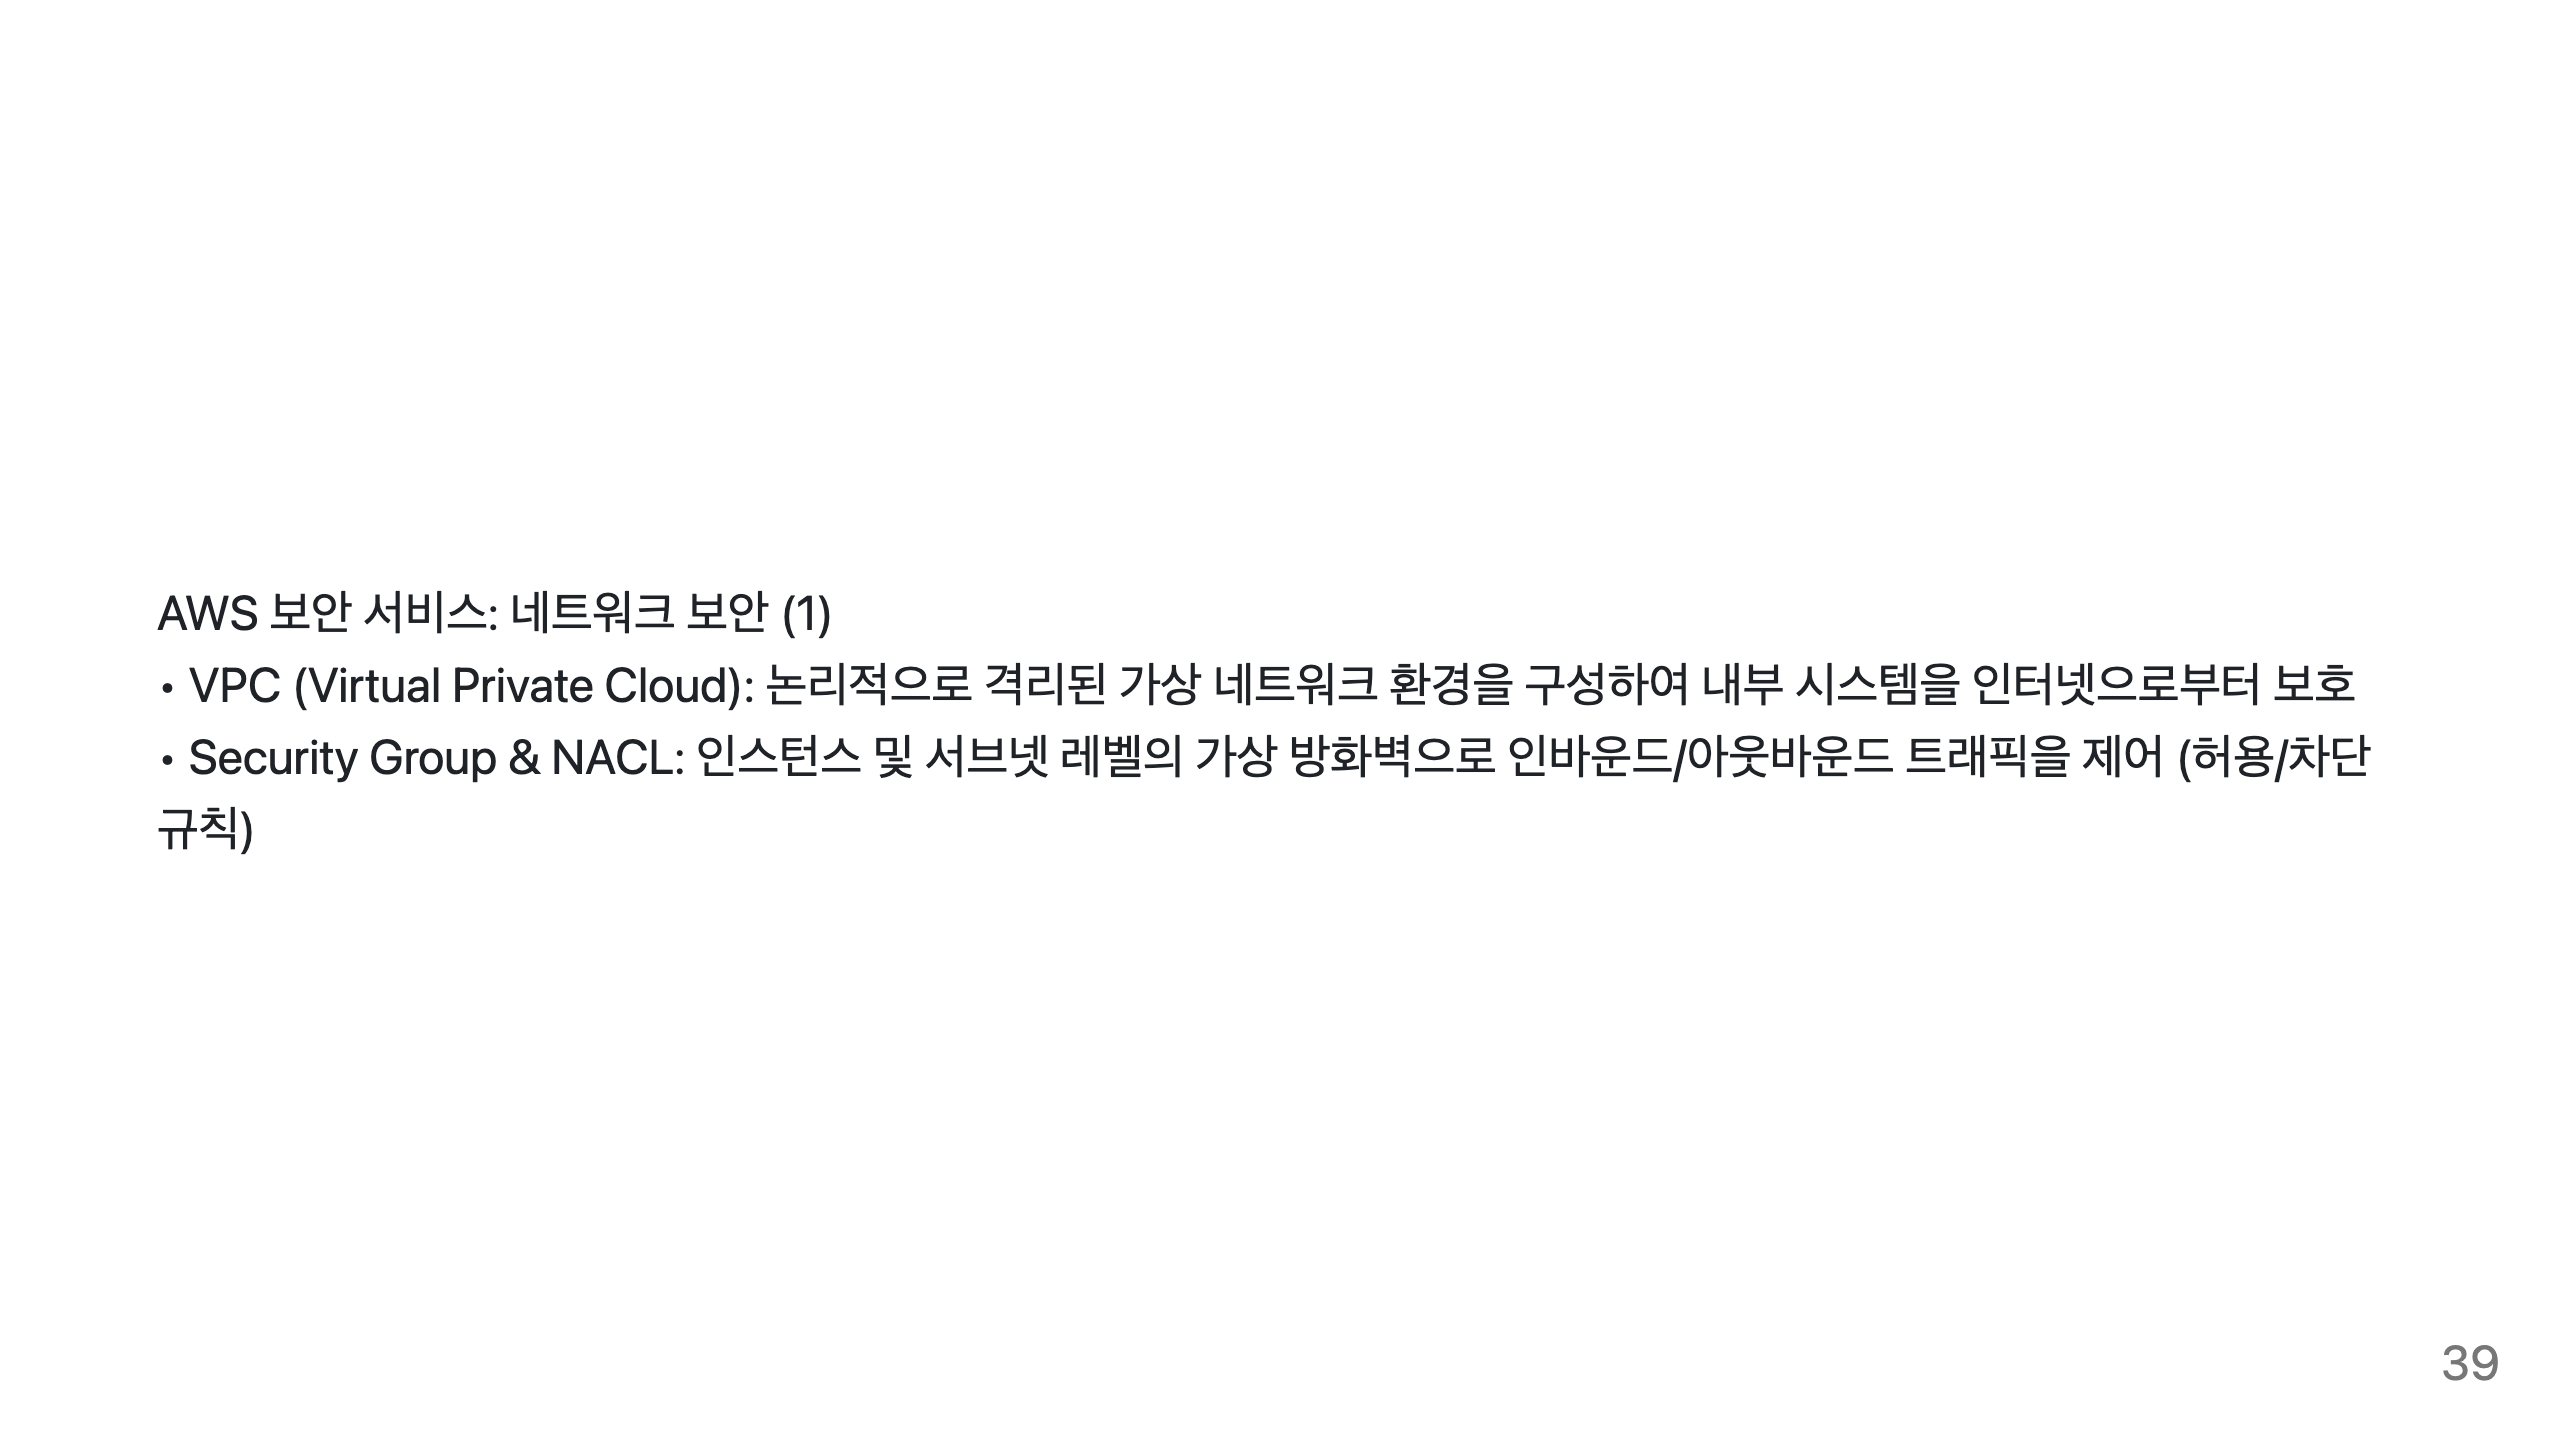 AWS 보안 서비스: 네트워크 보안 (1)
• VPC (Virtual Private Cloud): 논리적으로 격리된 가상 네트워크 환경을 구성하여 내부 시스템을 인터넷으로부터 보호
• Security Group & NACL: 인스턴스 및 서브넷 레벨의 가상 방화벽으로 인바운드/아웃바운드 트래픽을 제어 (허용/차단
규칙)
39